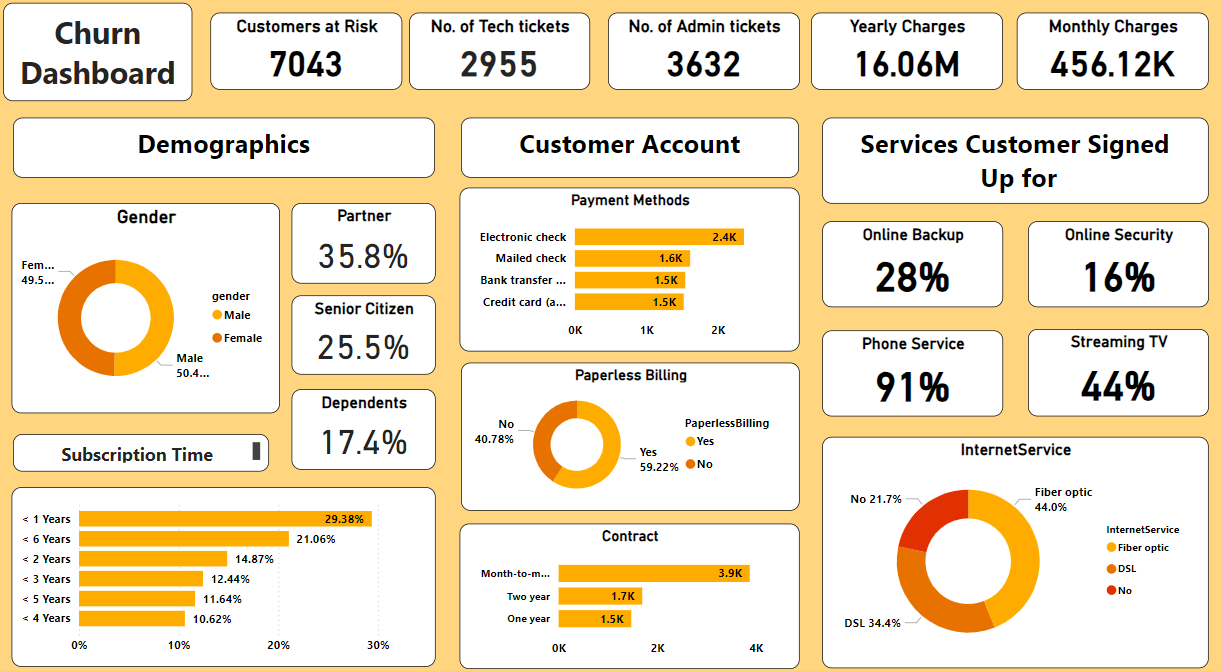 Churn
Dashboard
Customers at Risk
7043
No. of Tech tickets
2955
No. of Admin tickets
3632
Yearly Charges
16.06M
Monthly Charges
456.12K
Demographics
Customer Account
Services Customer Signed
Up for
Gender
Fem...
49.5...
Male
50.4...
gender
Male
Female
Partner
35.8%
Senior Citizen
25.5%
Dependents
17.4%
Subscription Time
< 1 Years 29.38%
< 6 Years 21.06%
< 2 Years 14.87%
< 3 Years 12.44%
< 5 Years 11.64%
< 4 Years 10.62%
0% 10% 20% 30%
Payment Methods
Electronic check 2.4K
Mailed check 1.6K
Bank transfer ... 1.5K
Credit card (a... 1.5K
0K 1K 2K
Paperless Billing
No
40.78%
Yes
59.22%
PaperlessBilling
Yes
No
Contract
Month-to-m... 3.9K
Two year 1.7K
One year 1.5K
0K 2K 4K
Online Backup
28%
Online Security
16%
Phone Service
91%
Streaming TV
44%
InternetService
No 21.7%
Fiber optic
44.0%
DSL 34.4%
InternetService
Fiber optic
DSL
No